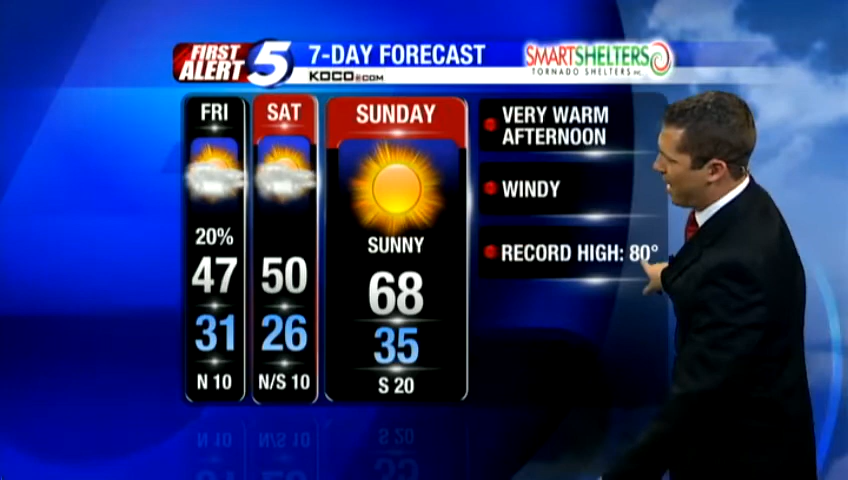 FIRST ALERT 5
7-DAY FORECAST
KOCO.COM
SMARTSHELTERS
TORNADO SHELTERS INC.
FRI
20%
47
31
N 10
SAT
50
26
N/S 10
SUNDAY
SUNNY
68
35
S 20
VERY WARM
AFTERNOON
WINDY
RECORD HIGH: 80°